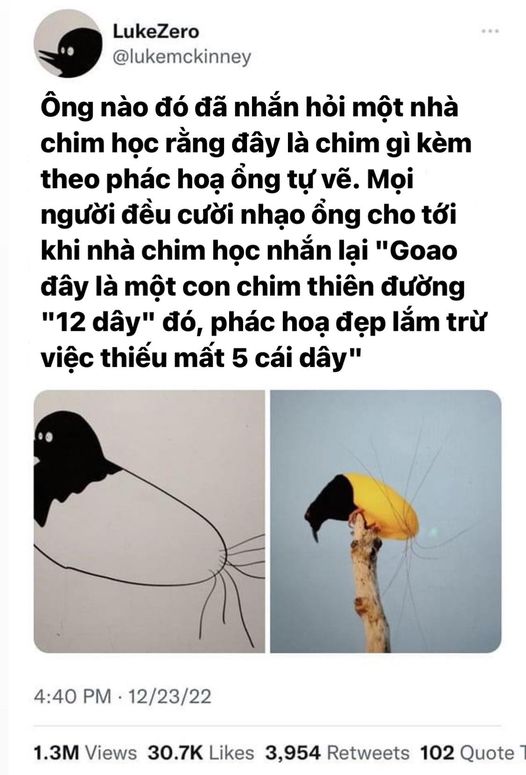 LukeZero
@lukemckinney
Ông nào đó đã nhắn hỏi một nhà
chim học rằng đây là chim gì kèm
theo phác hoạ ổng tự vẽ. Mọi
người đều cười nhạo ổng cho tới
khi nhà chim học nhắn lại "Goao
đây là một con chim thiên đường
"12 dây" đó, phác hoạ đẹp lắm trừ
việc thiếu mất 5 cái dây"
4:40 PM · 12/23/22
1.3M Views 30.7K Likes 3,954 Retweets 102 Quote T